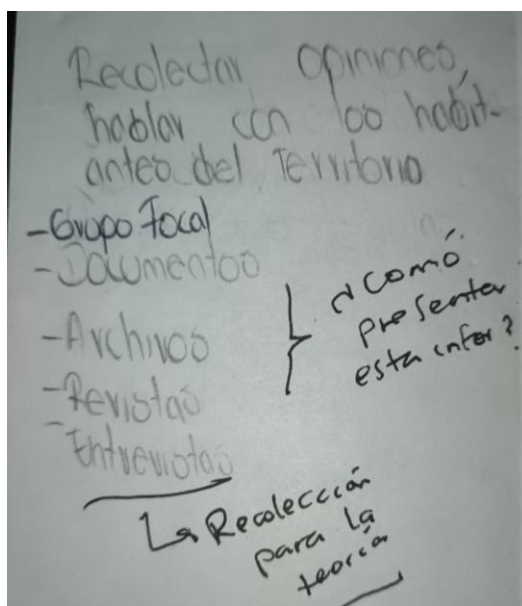 Recolectar opiniones,
hablar con los habit-
antes del Territorio
-Grupo Focal
-Documentos
-Archivos
-Revistas
-Entrevistas
¿Comó
presentar
esta infor?
La Recolección
para la
teoría